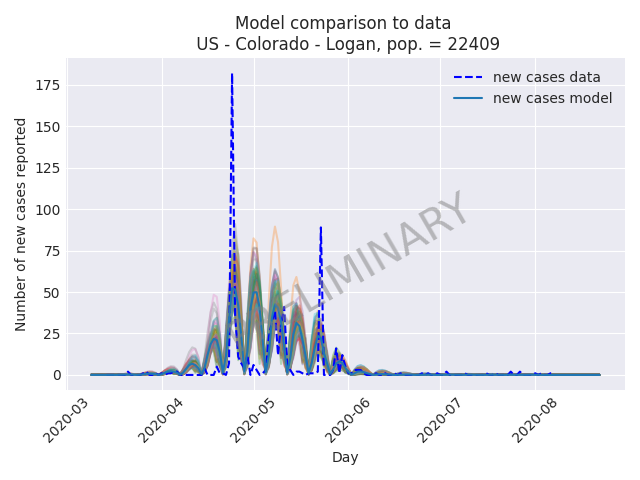 Model comparison to data
US - Colorado - Logan, pop. = 22409
new cases data
new cases model
PRELIMINARY
Number of new cases reported
175
150
125
100
75
50
25
0
2020-03
2020-04
2020-05
2020-06
2020-07
2020-08
Day